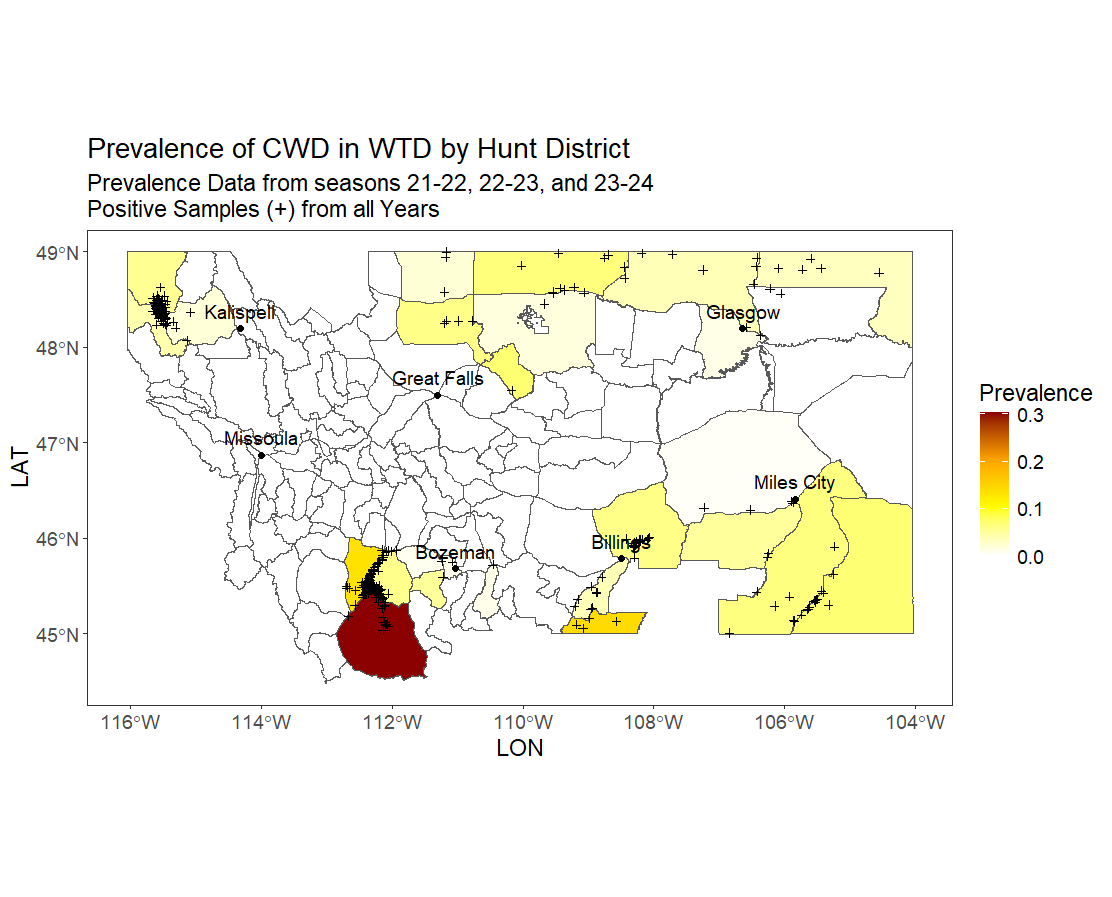 Prevalence of CWD in WTD by Hunt District
Prevalence Data from seasons 21-22, 22-23, and 23-24
Positive Samples (+) from all Years
49°N
48°N
47°N
46°N
45°N
LAT
Kalispell
Glasgow
Great Falls
Missoula
Miles City
Billings
Bozeman
116°W
114°W
112°W
110°W
108°W
106°W
104°W
LON
Prevalence
0.3
0.2
0.1
0.0